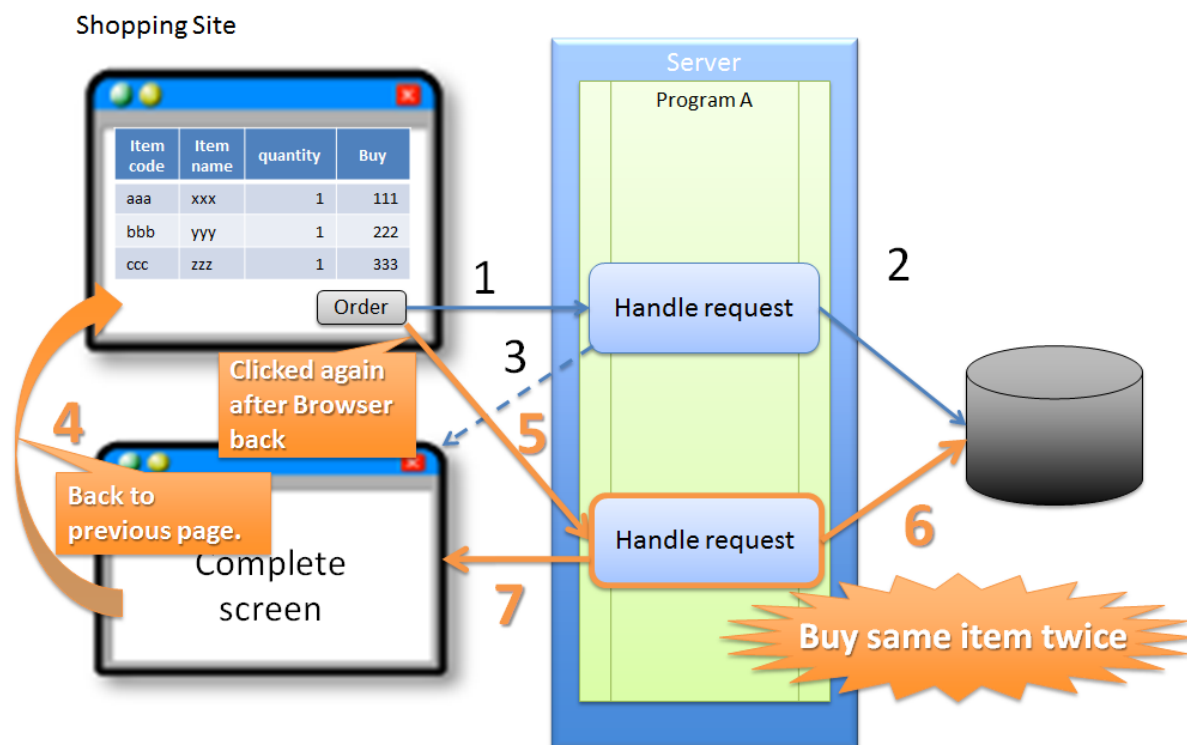 Shopping Site
Server
Program A
Item code
Item name
quantity
Buy
aaa xxx 1 111
bbb yyy 1 222
ccc zzz 1 333
Order
1
Handle request
2
3
Clicked again
after Browser
back
4
5
Back to
previous page.
Complete
screen
Handle request
6
7
Buy same item twice